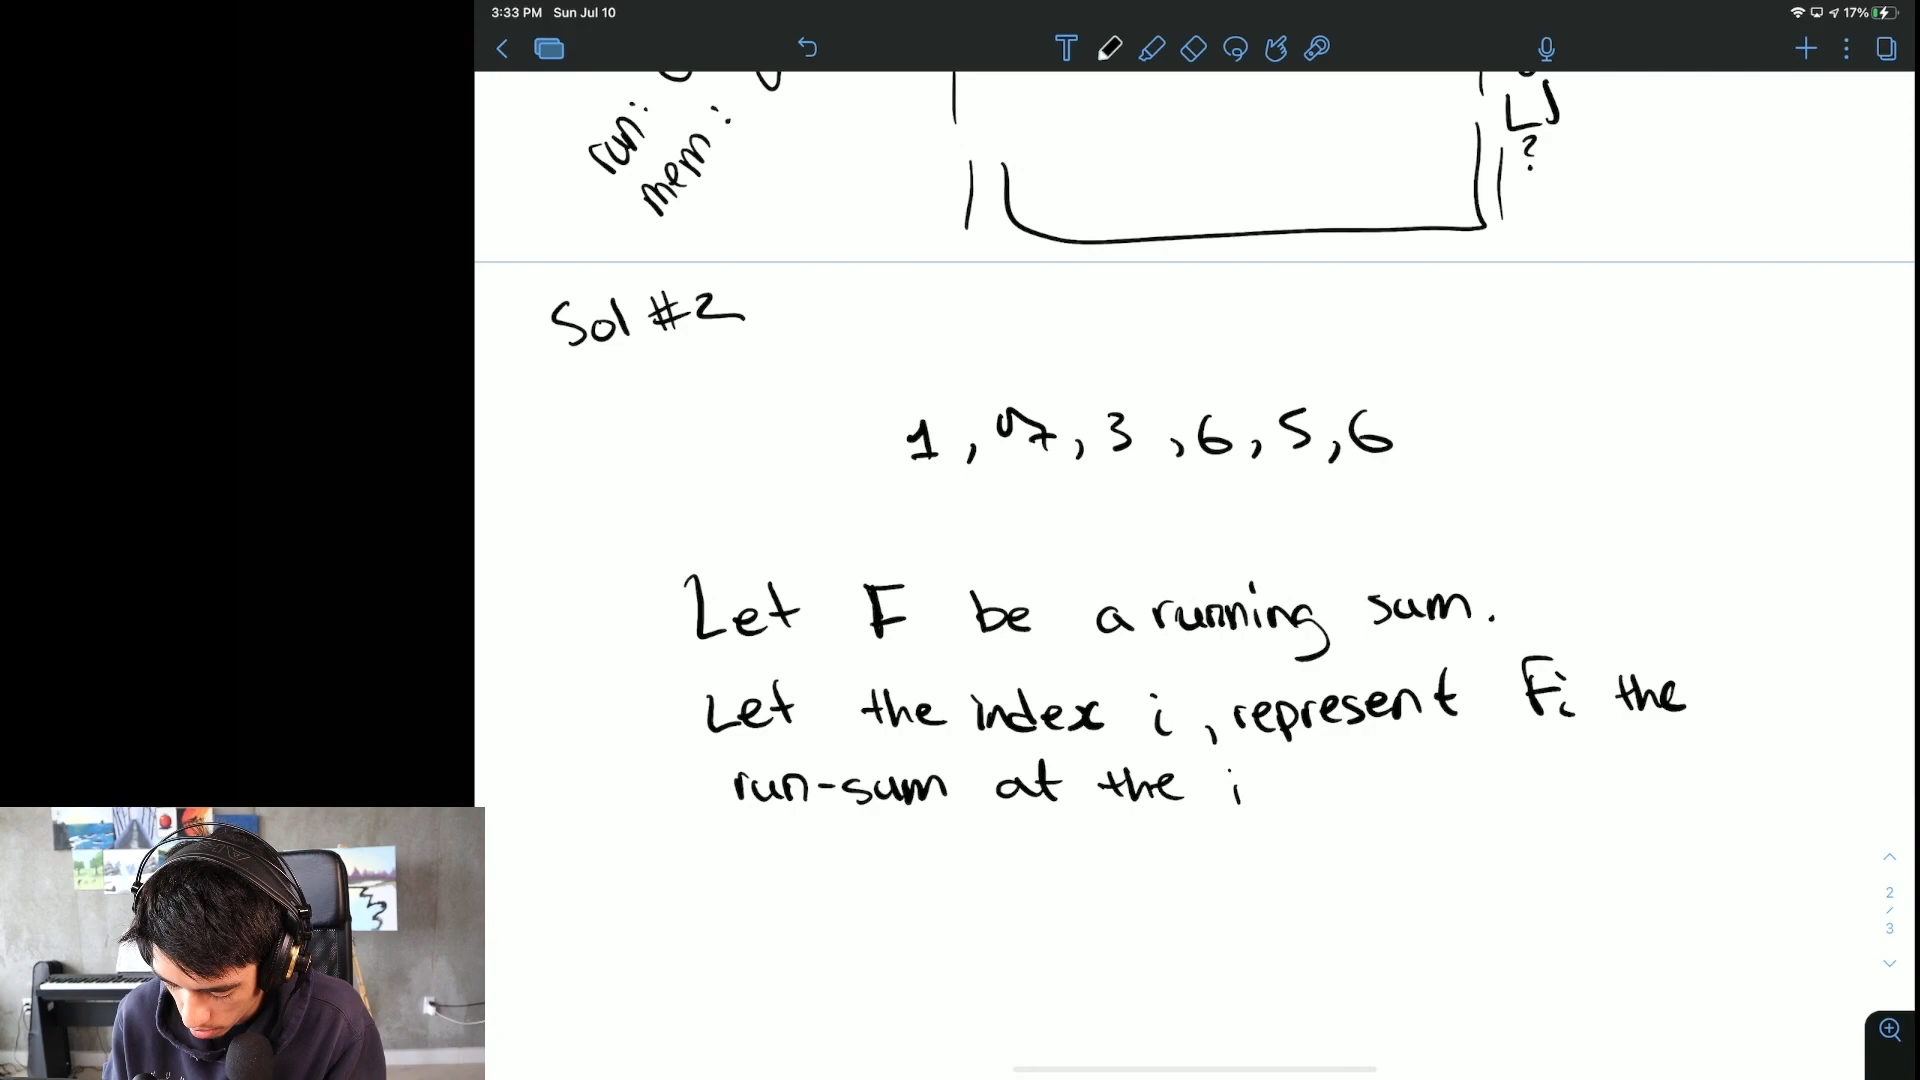 3:33 PM Sun Jul 10
17%
T
run:
mem:
?
Sol #2
1, 7, 3, 6, 5, 6
Let F be a running sum.
Let the index i, represent Fi the
run-sum at the i
2
/
3